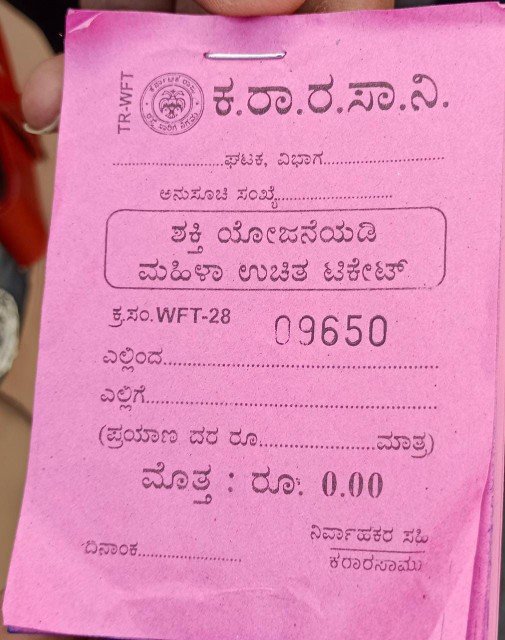 TR-WFT
ಕ.ರಾ.ರ.ಸಾ.ನಿ.
....................ಘಟಕ, ವಿಭಾಗ......................
ಅನುಸೂಚಿ ಸಂಖ್ಯೆ.......................
ಶಕ್ತಿ ಯೋಜನೆಯಡಿ
ಮಹಿಳಾ ಉಚಿತ ಟಿಕೇಟ್
ಕ್ರ.ಸಂ. WFT-28 09650
ಎಲ್ಲಿಂದ..................................................
ಎಲ್ಲಿಗೆ.....................................................
(ಪ್ರಯಾಣ ದರ ರೂ......................ಮಾತ್ರ)
ಮೊತ್ತ : ರೂ. 0.00
ನಿರ್ವಾಹಕರ ಸಹಿ
ದಿನಾಂಕ.....................
ಕರಾರಸಾಮು